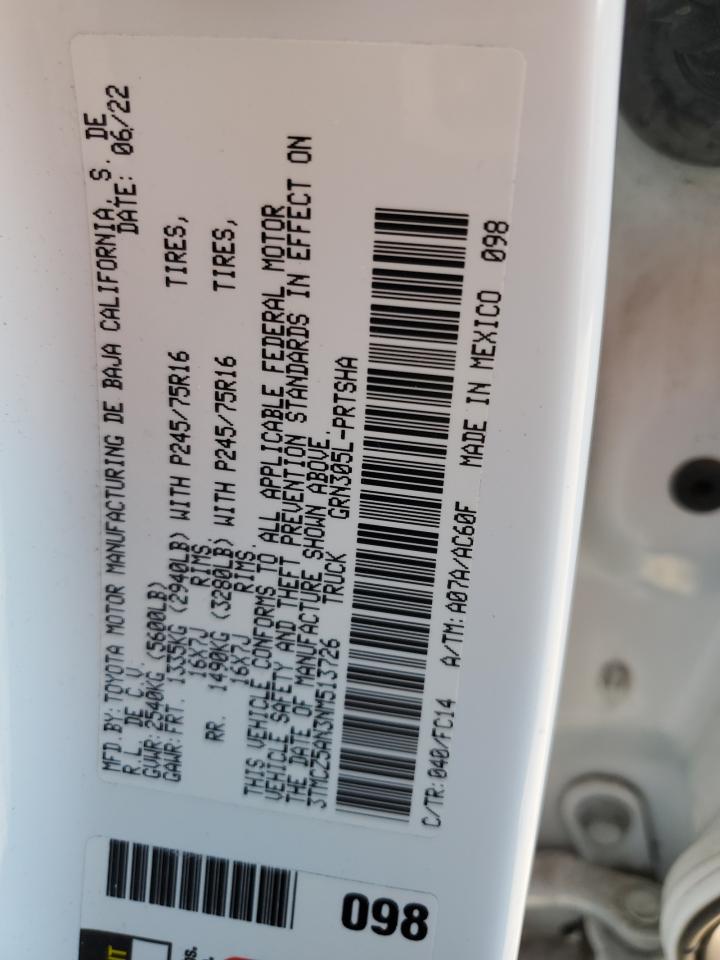 MFD.BY: TOYOTA MOTOR MANUFACTURING DE BAJA CALIFORNIA, S. DE
R.L. DE C.V. DATE: 06/22
GVWR: 2540KG (5600LB)
GAWR: FRT. 1335KG (2940LB) WITH P245/75R16 TIRES,
16X7J RIMS.
RR. 1490KG (3280LB) WITH P245/75R16 TIRES,
16X7J RIMS.
THIS VEHICLE CONFORMS TO ALL APPLICABLE FEDERAL MOTOR
VEHICLE SAFETY AND THEFT PREVENTION STANDARDS IN EFFECT ON
THE DATE OF MANUFACTURE SHOWN ABOVE.
3TMCZ5AN3NM513726 TRUCK GRN305L-PRTSHA
C/TR: 040/FC14 A/TM: A07A/AC60F MADE IN MEXICO 098
098